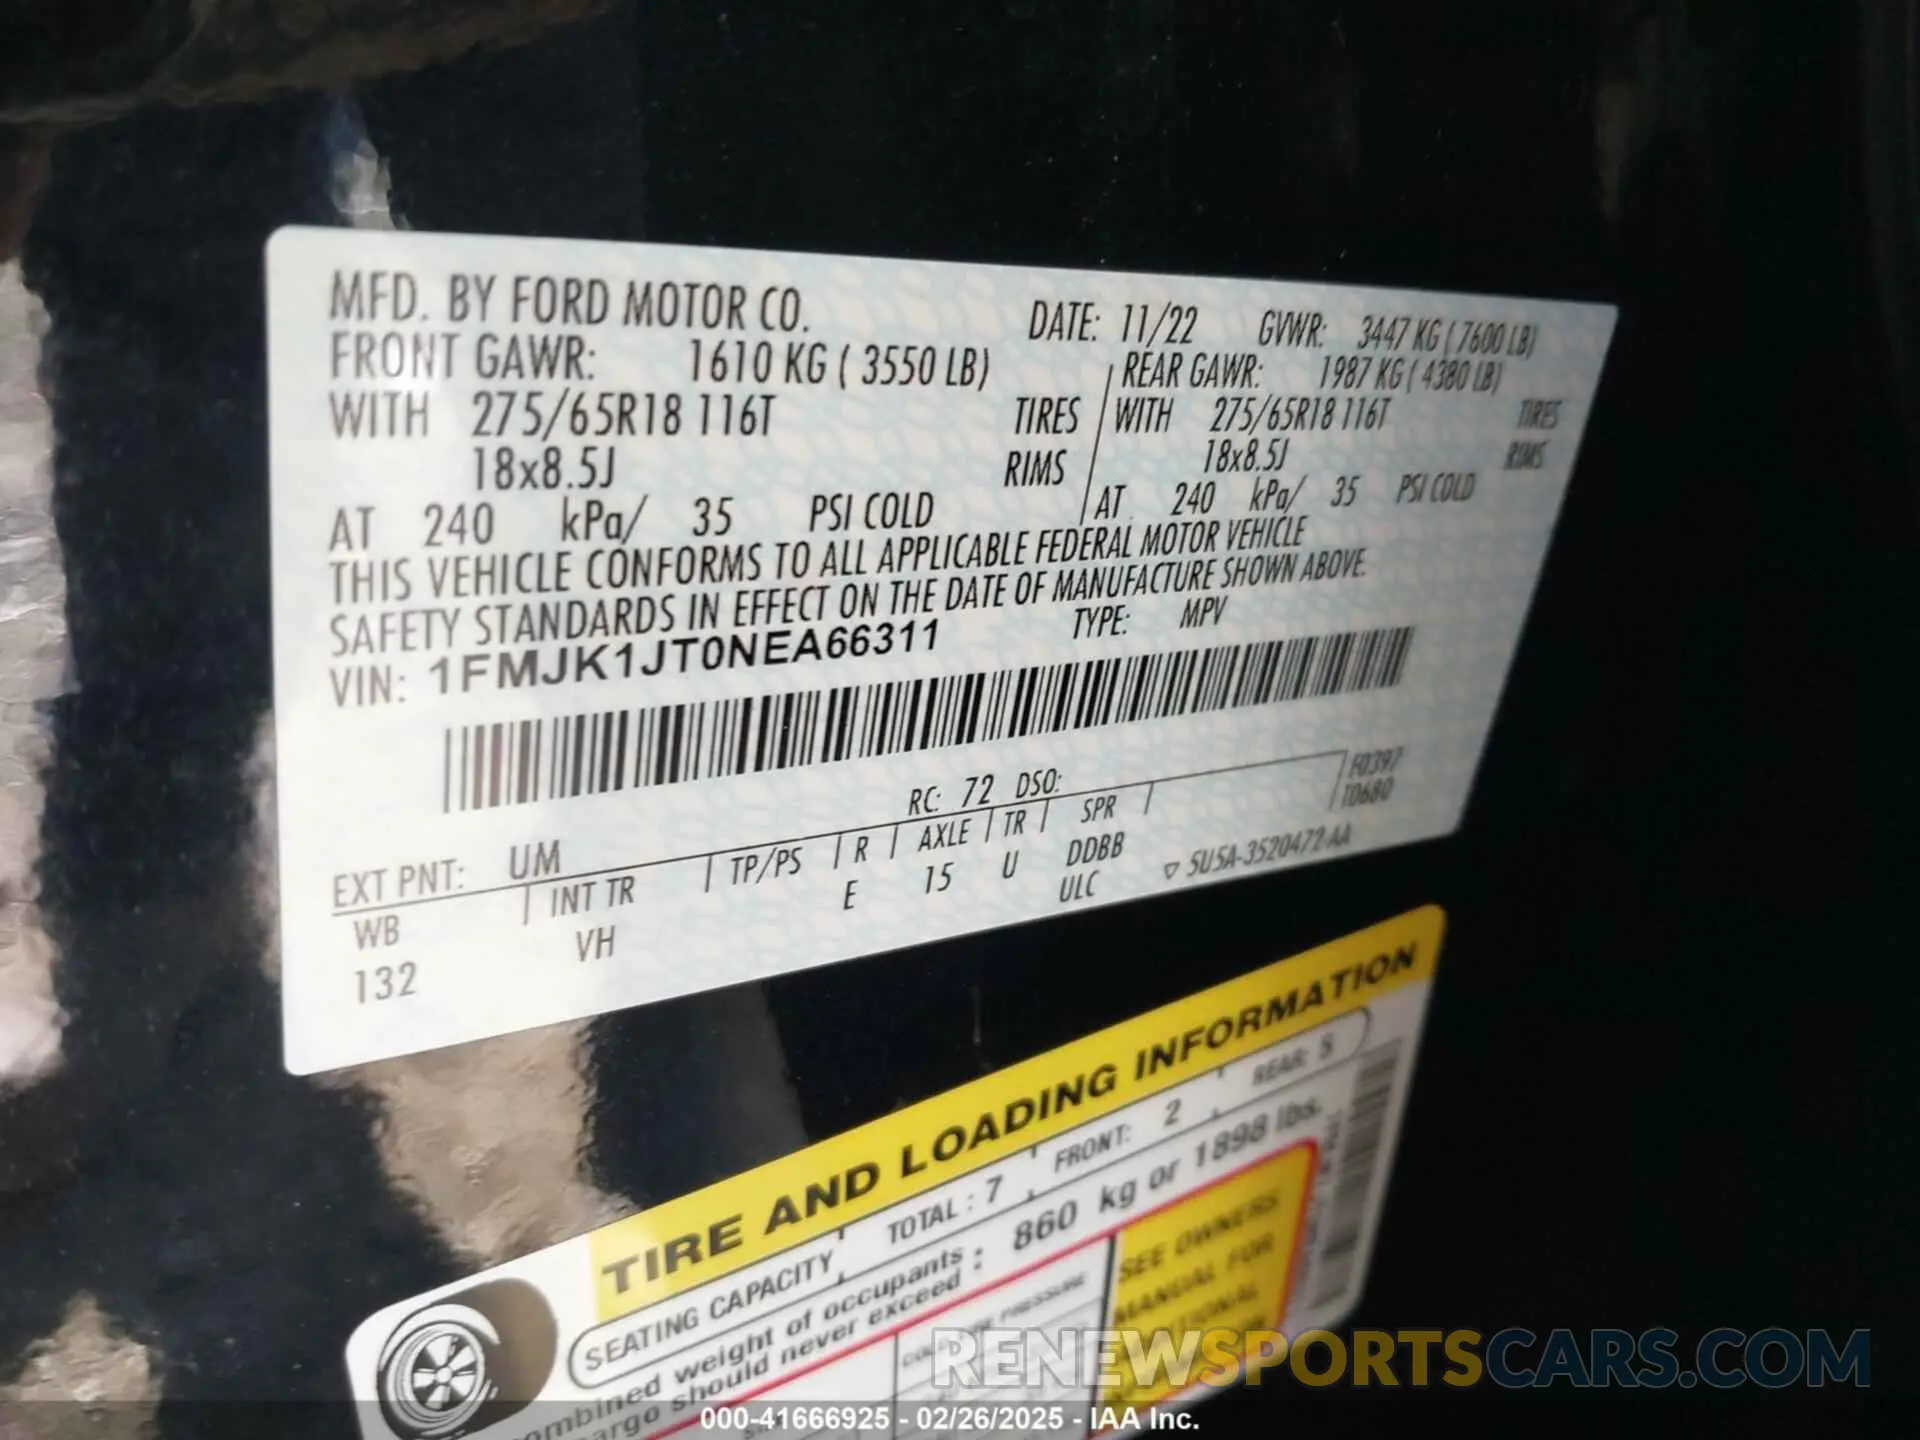 MFD. BY FORD MOTOR CO. DATE: 11/22 GVWR: 3447 KG ( 7600 LB)
FRONT GAWR: 1610 KG ( 3550 LB) REAR GAWR: 1987 KG ( 4380 LB)
WITH 275/65R18 116T TIRES WITH 275/65R18 116T TIRES
18x8.5J RIMS 18x8.5J RIMS
AT 240 kPa/ 35 PSI COLD AT 240 kPa/ 35 PSI COLD
THIS VEHICLE CONFORMS TO ALL APPLICABLE FEDERAL MOTOR VEHICLE
SAFETY STANDARDS IN EFFECT ON THE DATE OF MANUFACTURE SHOWN ABOVE.
VIN: 1FMJK1JT0NEA66311 TYPE: MPV
F0397
RC: 72 DSO: T0680
EXT PNT: UM
WB INT TR TP/PS R AXLE TR SPR
132 VH E 15 U DDBB
ULC ▽ 5U5A-3520472-AA
TIRE AND LOADING INFORMATION
SEATING CAPACITY TOTAL : 7 FRONT: 2 REAR: 5
combined weight of occupants
cargo should never exceed : 860 kg or 1898 lbs.
PRESSURE
SEE OWNERS
MANUAL FOR
RENEWSPORTSCARS.COM
000-41666925 - 02/26/2025 - IAA Inc.